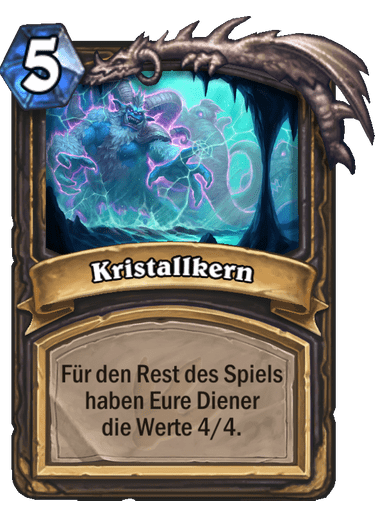 5
Kristallkern
Für den Rest des Spiels
haben Eure Diener
die Werte 4/4.